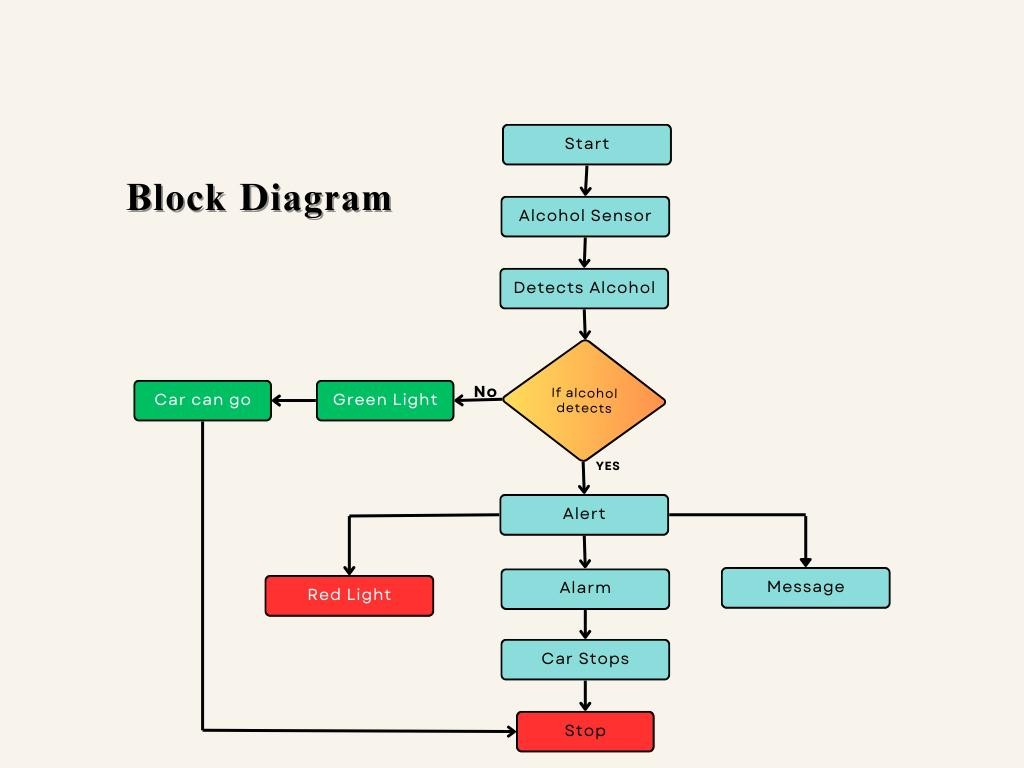 Start
Block Diagram
Alcohol Sensor
Detects Alcohol
If alcohol
detects
No
Green Light
Car can go
YES
Alert
Red Light
Alarm
Message
Car Stops
Stop